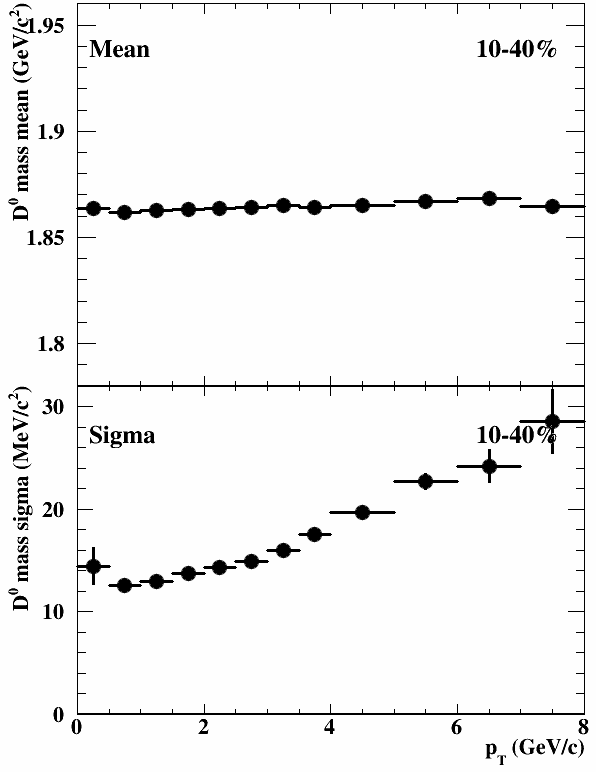 D⁰ mass mean (GeV/c²)
1.95
Mean 10-40%
1.9
1.85
1.8
D⁰ mass sigma (MeV/c²)
30
Sigma 10-40%
20
10
0
0 2 4 6 8
p_T (GeV/c)